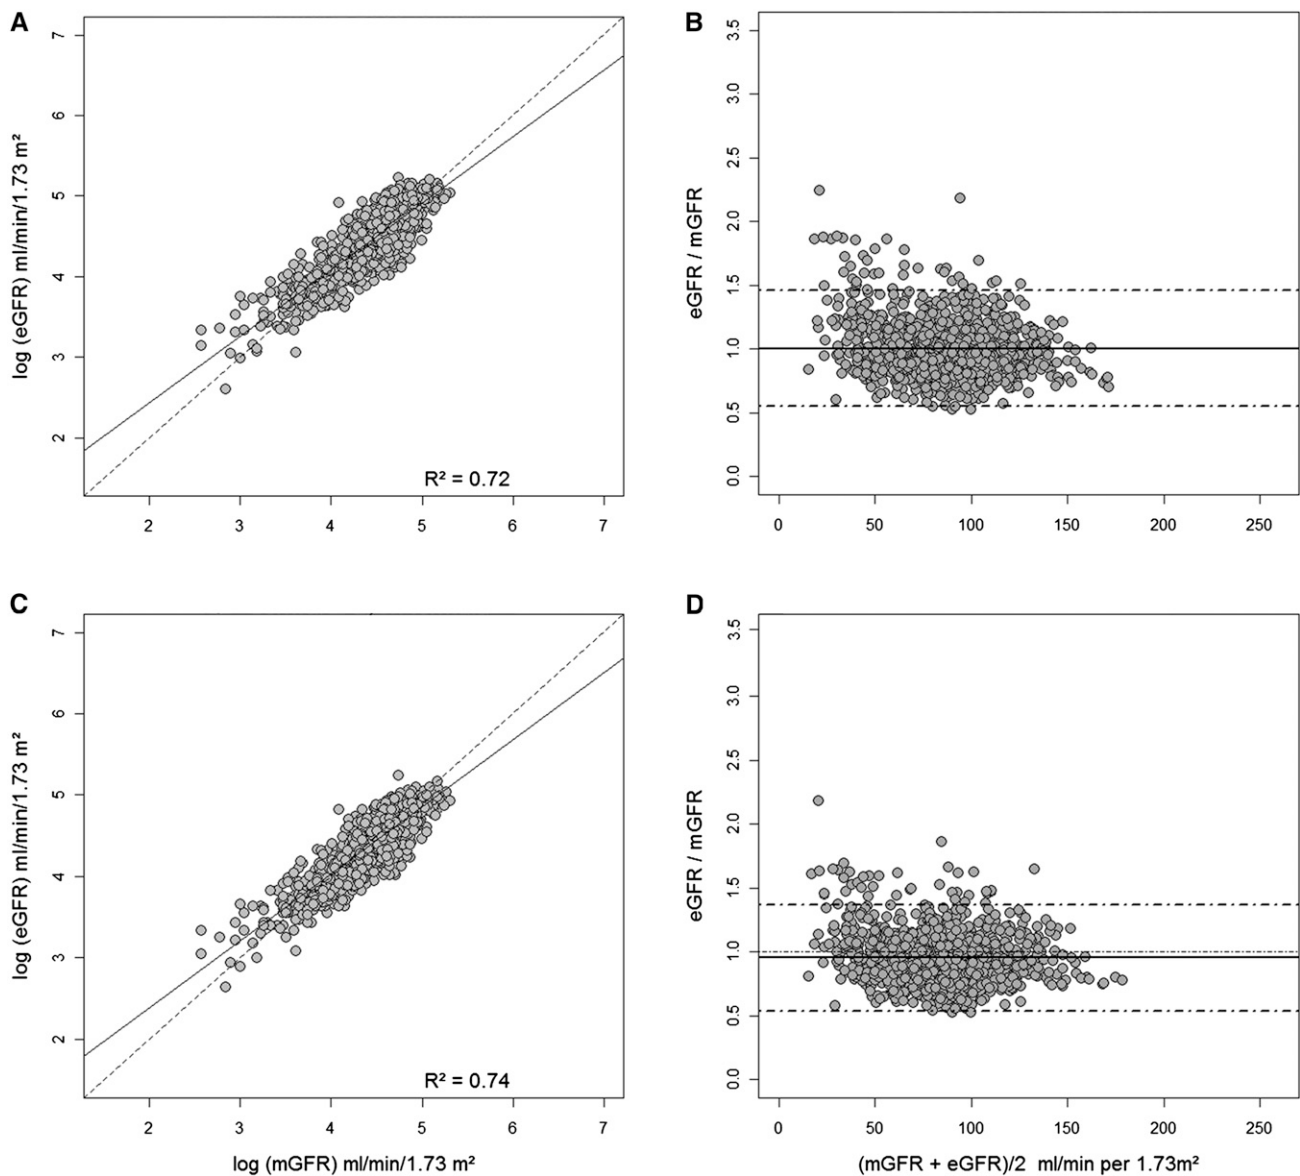 A
B
log (eGFR) ml/min/1.73 m²
7
6
5
4
3
2
R² = 0.72
2 3 4 5 6 7
eGFR / mGFR
3.5
3.0
2.5
2.0
1.5
1.0
0.5
0.0
0 50 100 150 200 250
C
D
log (eGFR) ml/min/1.73 m²
7
6
5
4
3
2
R² = 0.74
2 3 4 5 6 7
log (mGFR) ml/min/1.73 m²
eGFR / mGFR
3.5
3.0
2.5
2.0
1.5
1.0
0.5
0.0
0 50 100 150 200 250
(mGFR + eGFR)/2 ml/min per 1.73m²